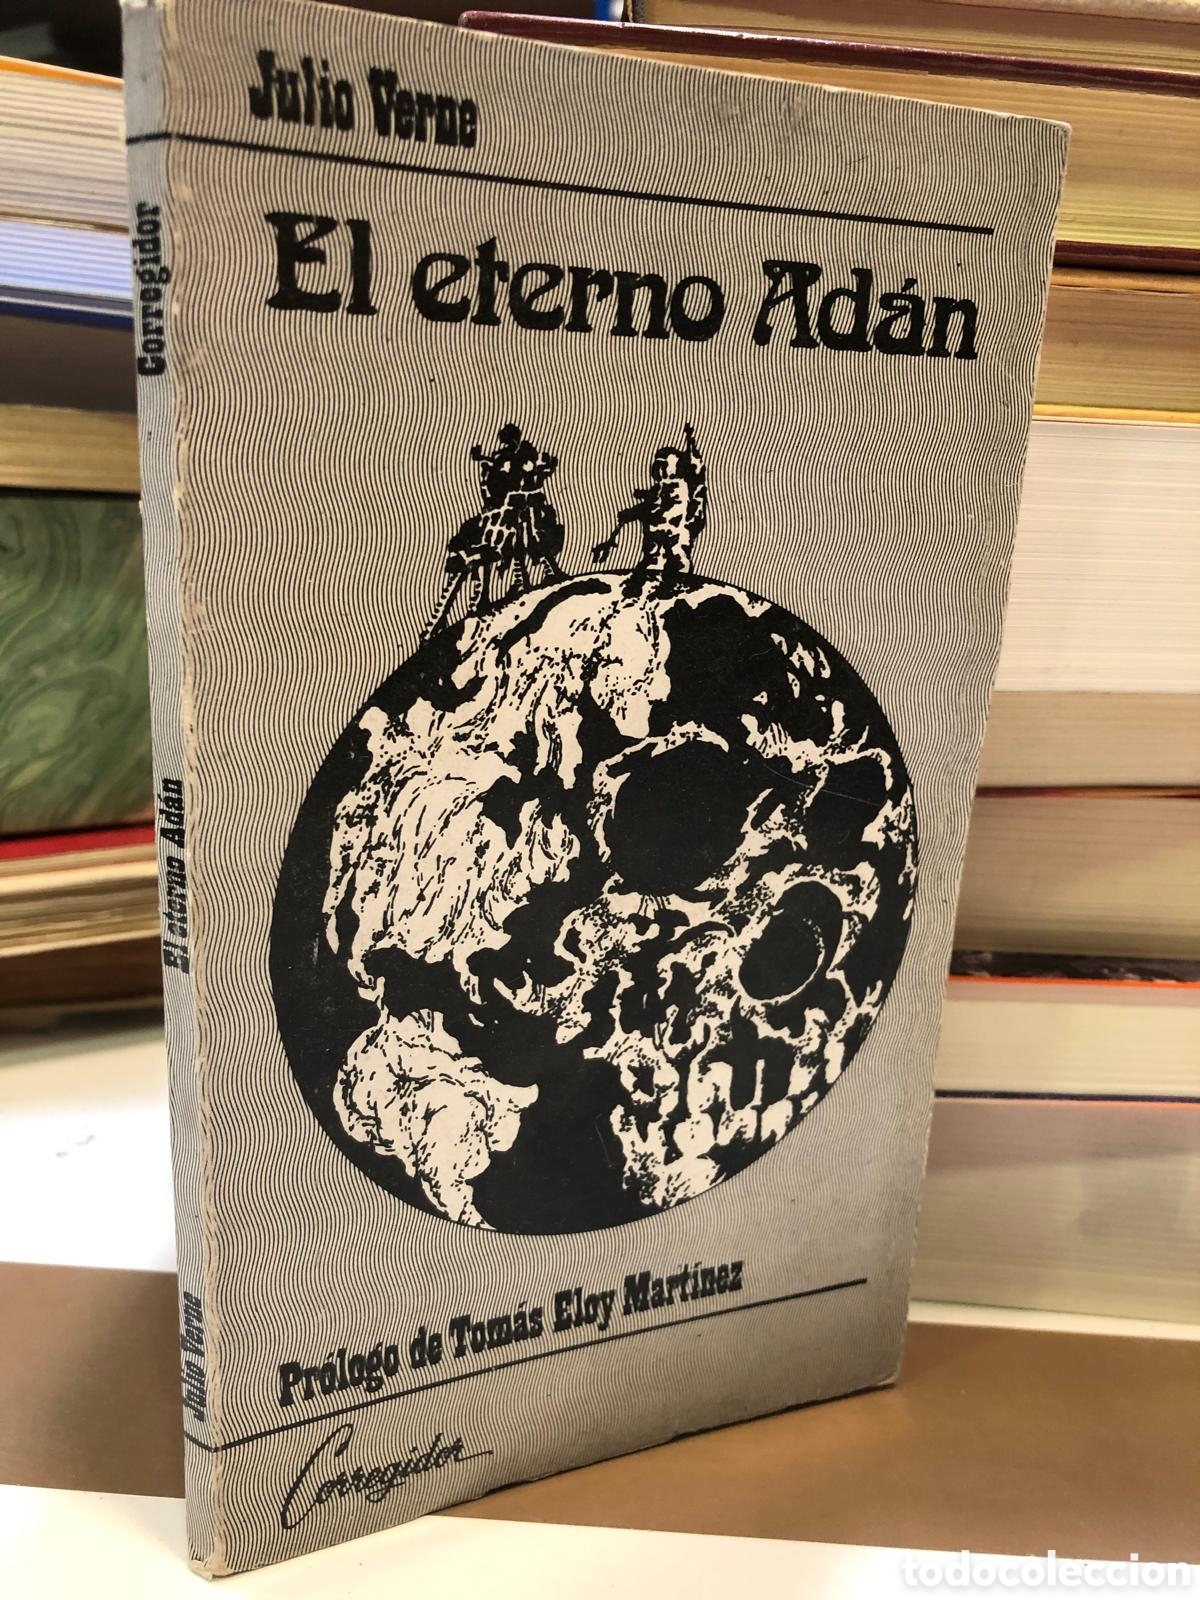 Julio Verne
El eterno Adán
Prólogo de Tomás Eloy Martínez
Corregidor
Corregidor
El eterno Adán
Julio Verne
todocoleccion